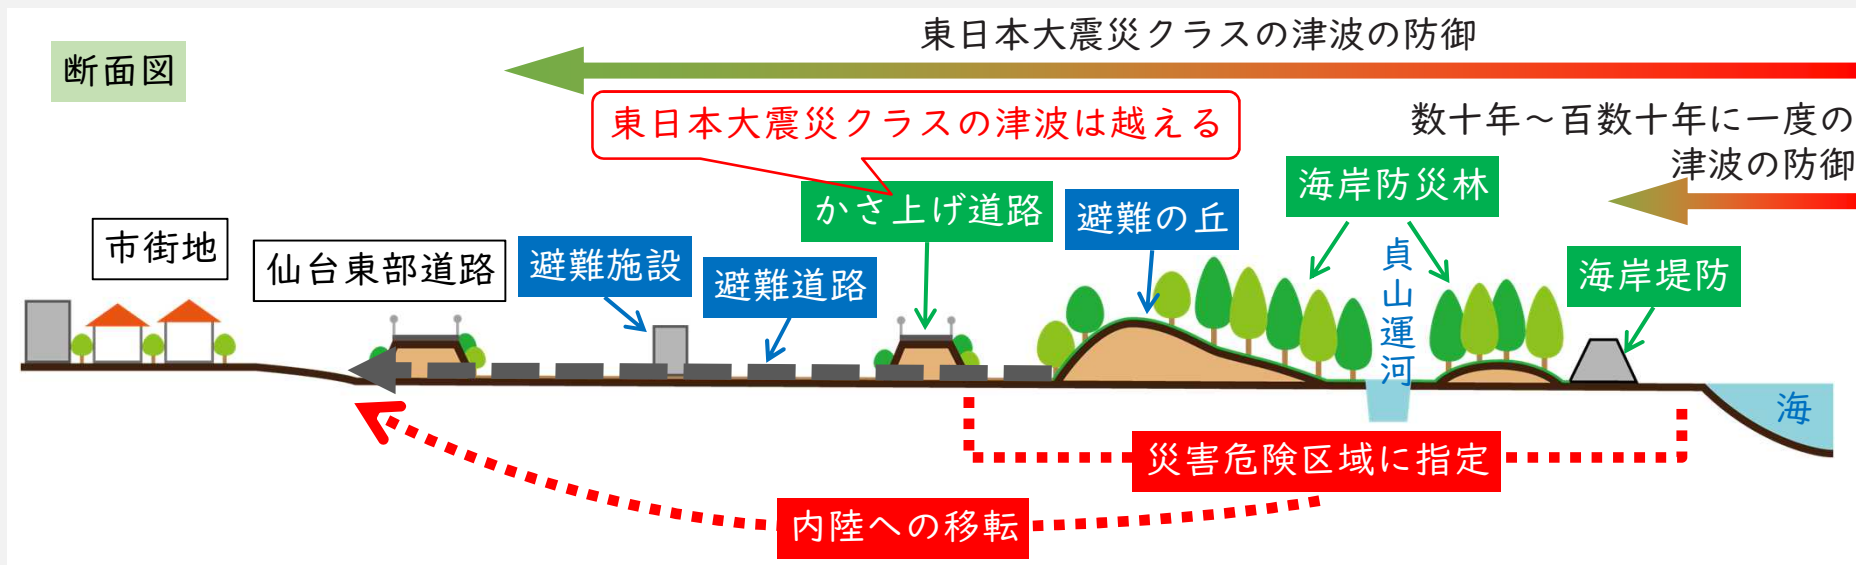 東日本大震災クラスの津波の防御
断面図
東日本大震災クラスの津波は越える
数十年～百数十年に一度の
津波の防御
海岸防災林
かさ上げ道路
避難の丘
市街地
仙台東部道路
避難施設
避難道路
貞山運河
海岸堤防
海
災害危険区域に指定
内陸への移転